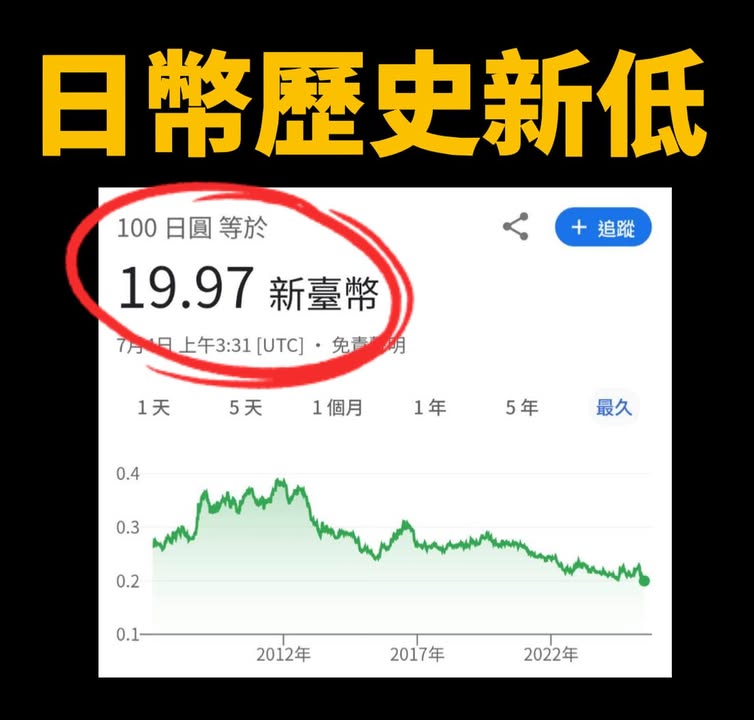 日幣歷史新低
100 日圓 等於
+ 追蹤
19.97 新臺幣
7月4日 上午3:31 [UTC] · 免責聲明
1 天 5 天 1 個月 1 年 5 年 最久
0.4
0.3
0.2
0.1
2012年 2017年 2022年